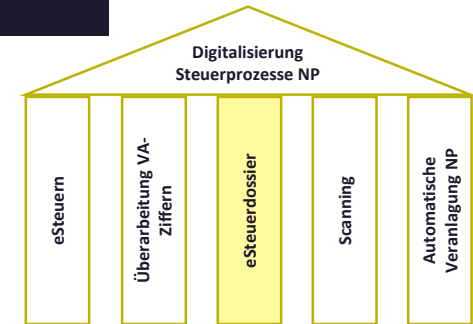 Digitalisierung
Steuerprozesse NP
eSteuern
Überarbeitung VA-
Ziffern
eSteuerdossier
Scanning
Automatische
Veranlagung NP